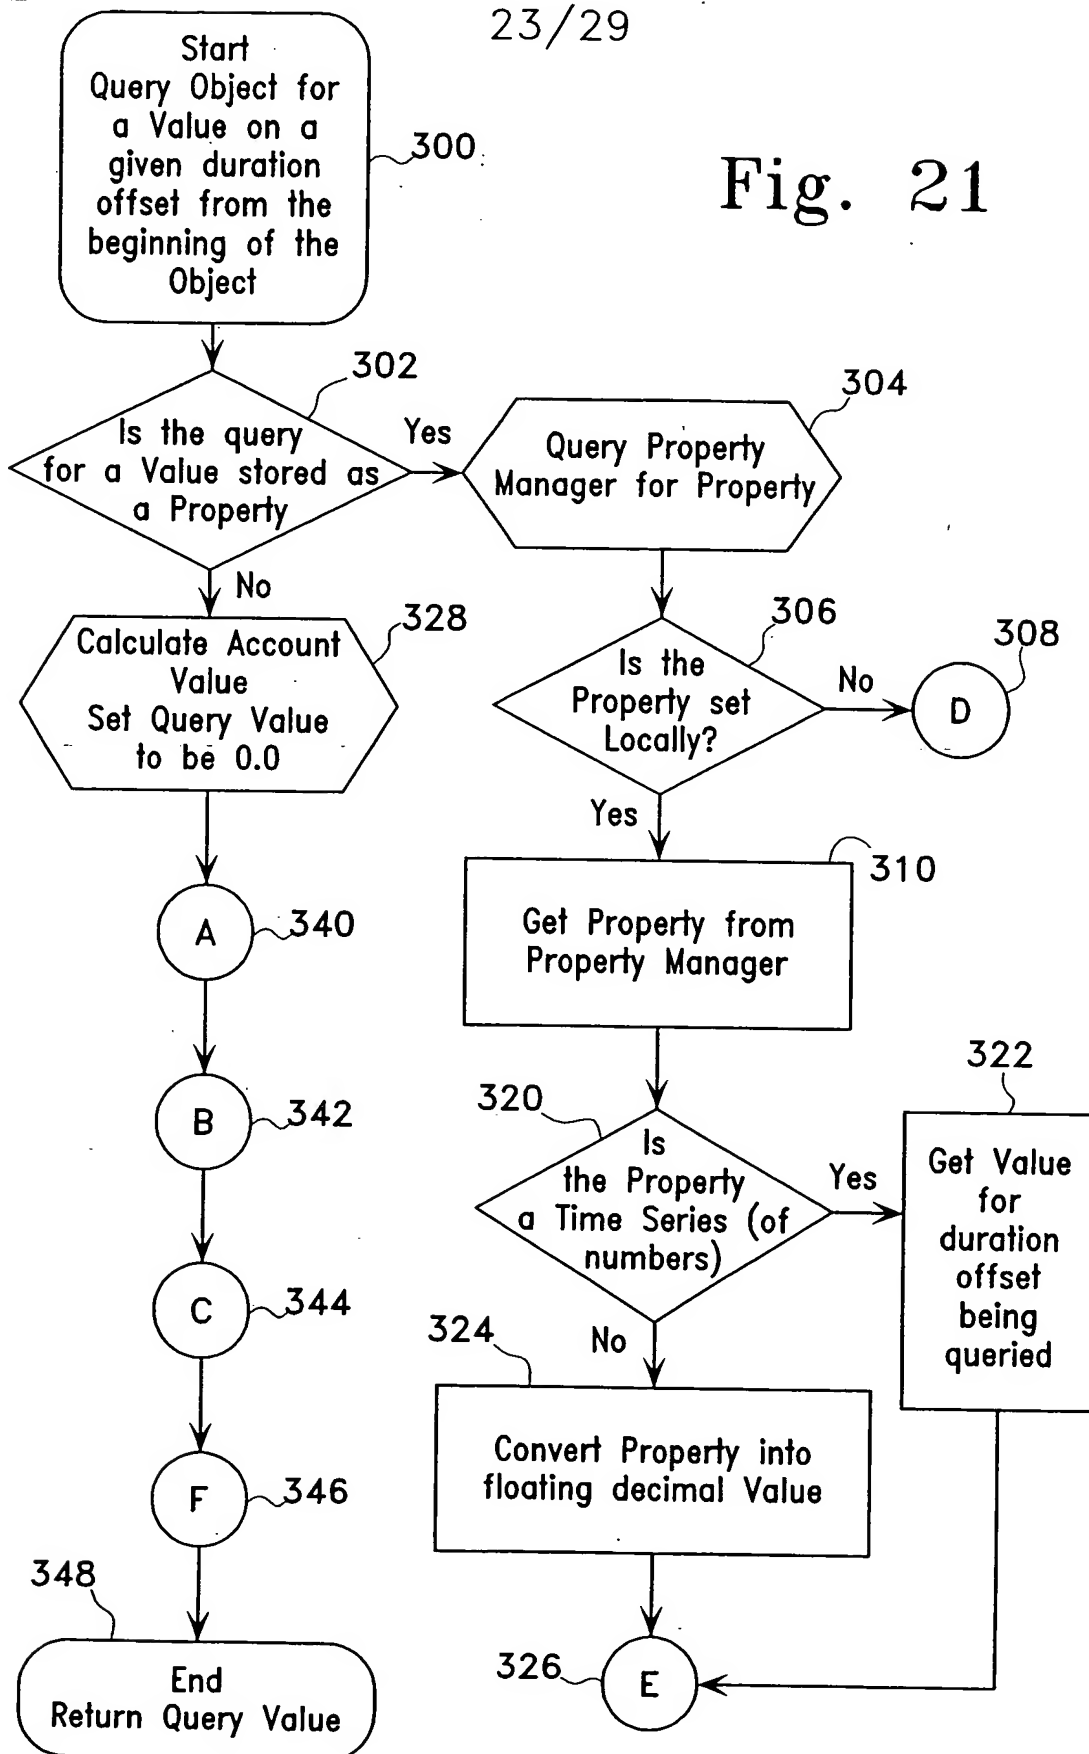 23/29
Start
Query Object for
a Value on a
given duration
offset from the
beginning of the
Object
300
Fig. 21
302
Is the query
for a Value stored as
a Property
Yes
304
Query Property
Manager for Property
No
328
Calculate Account
Value
Set Query Value
to be 0.0
306
Is the
Property set
Locally?
No
308
D
Yes
310
Get Property from
Property Manager
A
340
B
342
C
344
F
346
348
End
Return Query Value
320
Is
the Property
a Time Series (of
numbers)
Yes
322
Get Value
for
duration
offset
being
queried
No
324
Convert Property into
floating decimal Value
326
E